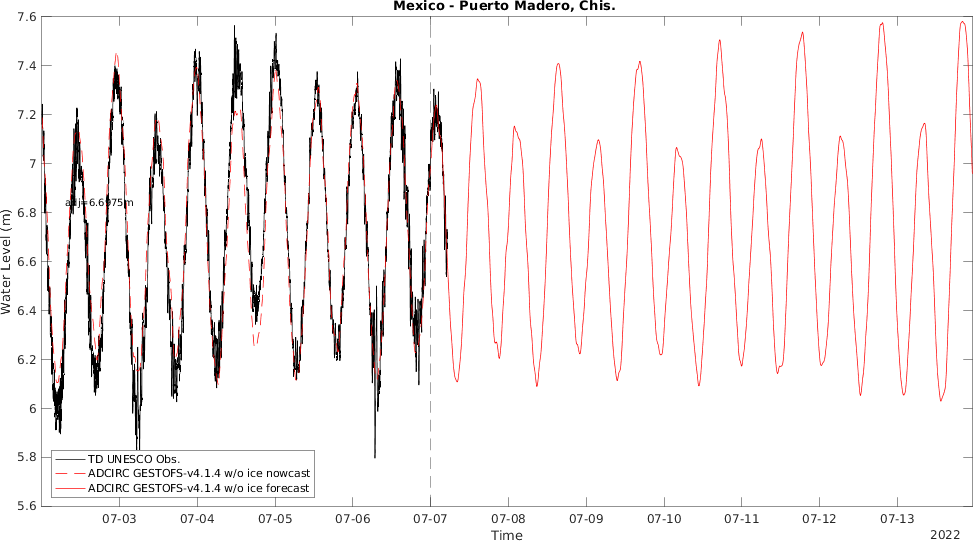 Mexico - Puerto Madero, Chis.
7.6
7.4
7.2
7
6.8
6.6
6.4
6.2
6
5.8
5.6
Water Level (m)
adj=6.6975m
TD UNESCO Obs.
ADCIRC GESTOFS-v4.1.4 w/o ice nowcast
ADCIRC GESTOFS-v4.1.4 w/o ice forecast
07-03 07-04 07-05 07-06 07-07 07-08 07-09 07-10 07-11 07-12 07-13
Time
2022